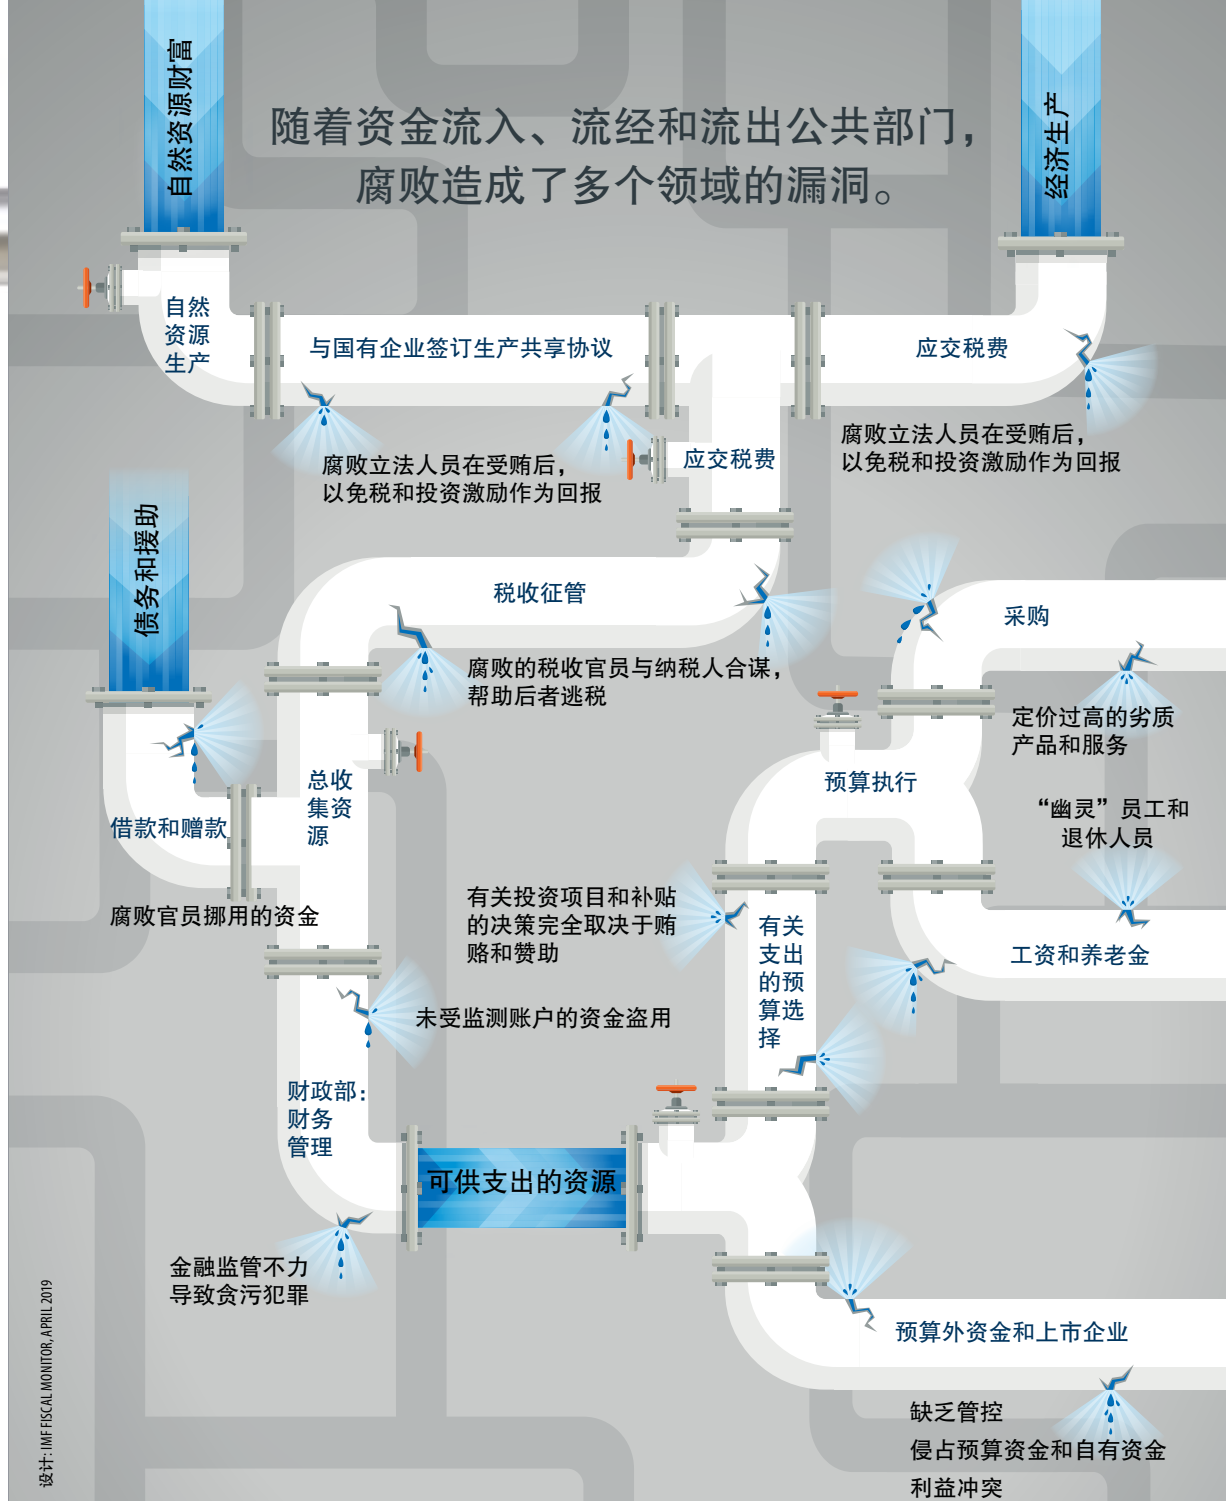 随着资金流入、流经和流出公共部门，
腐败造成了多个领域的漏洞。
自然资源财富
经济生产
自然
资源
生产
与国有企业签订生产共享协议
应交税费
腐败立法人员在受贿后，
以免税和投资激励作为回报
应交税费
腐败立法人员在受贿后，
以免税和投资激励作为回报
债务和援助
税收征管
腐败的税收官员与纳税人合谋，
帮助后者逃税
采购
定价过高的劣质
产品和服务
总收
集资
源
借款和赠款
腐败官员挪用的资金
预算执行
“幽灵”员工和
退休人员
有关投资项目和补贴
的决策完全取决于贿
赂和赞助
有关
支出
的预
算选
择
工资和养老金
未受监测账户的资金盗用
财政部：
财务
管理
可供支出的资源
金融监管不力
导致贪污犯罪
预算外资金和上市企业
缺乏管控
侵占预算资金和自有资金
利益冲突
设计: IMF FISCAL MONITOR, APRIL 2019